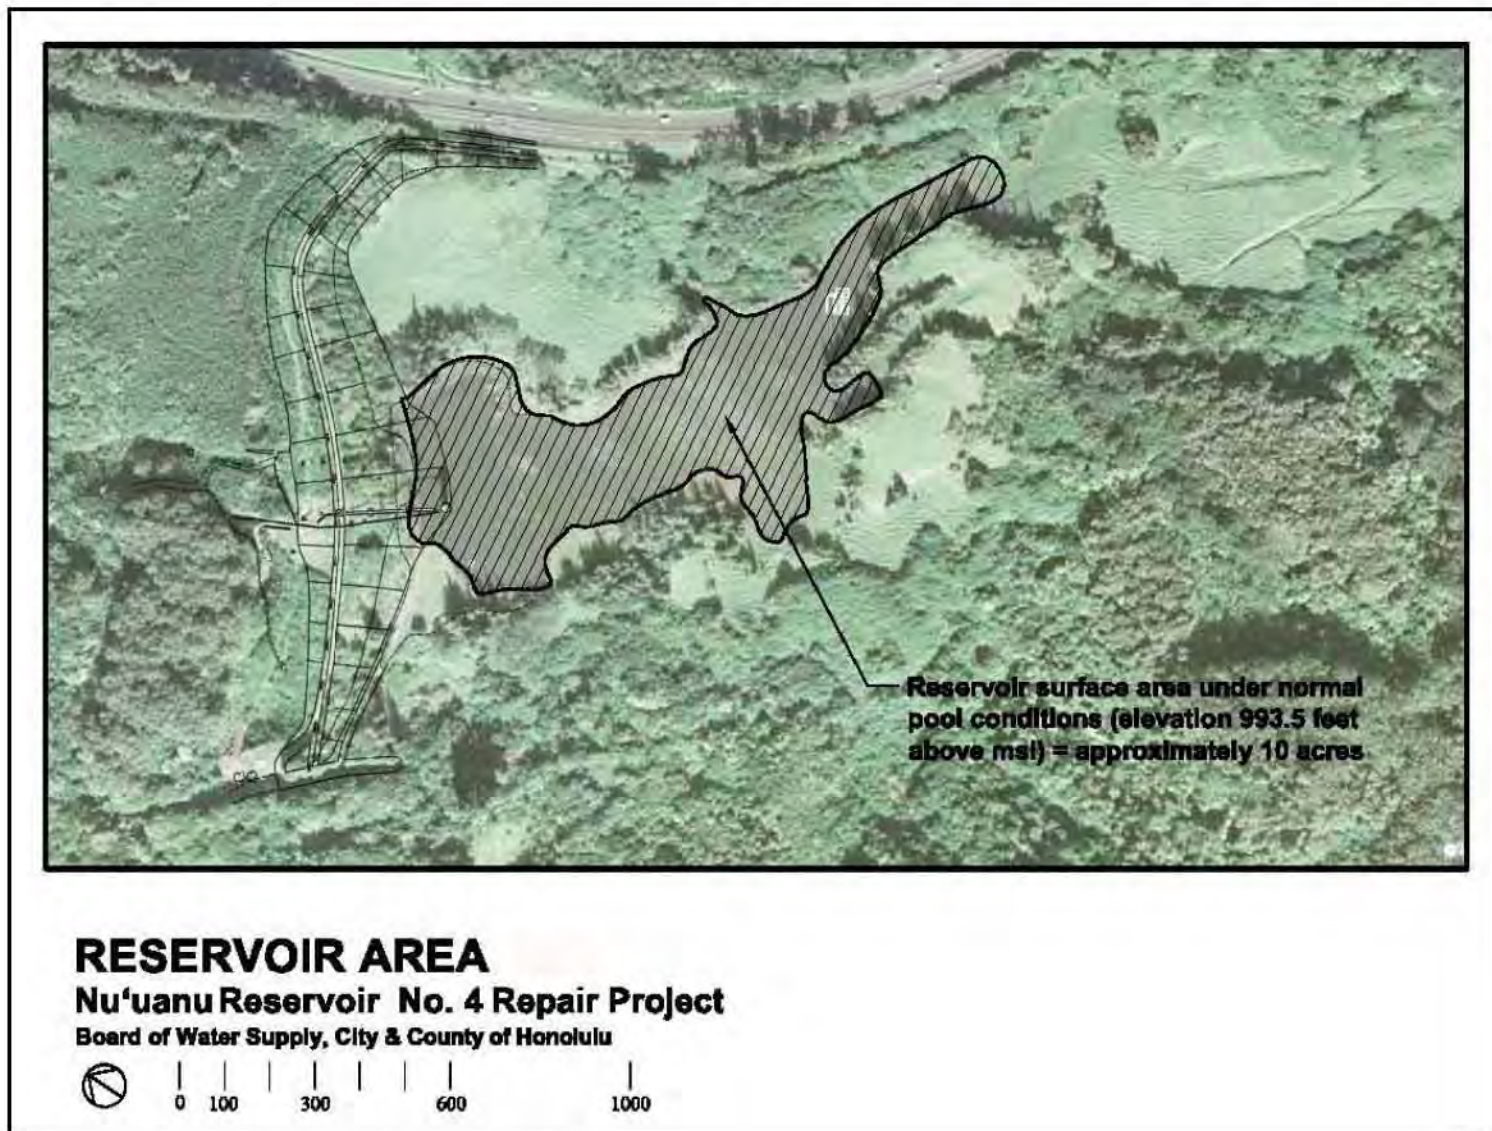 Reservoir surface area under normal
pool conditions (elevation 993.5 feet
above msl) = approximately 10 acres
RESERVOIR AREA
Nu‘uanu Reservoir No. 4 Repair Project
Board of Water Supply, City & County of Honolulu
0 100 300 600 1000